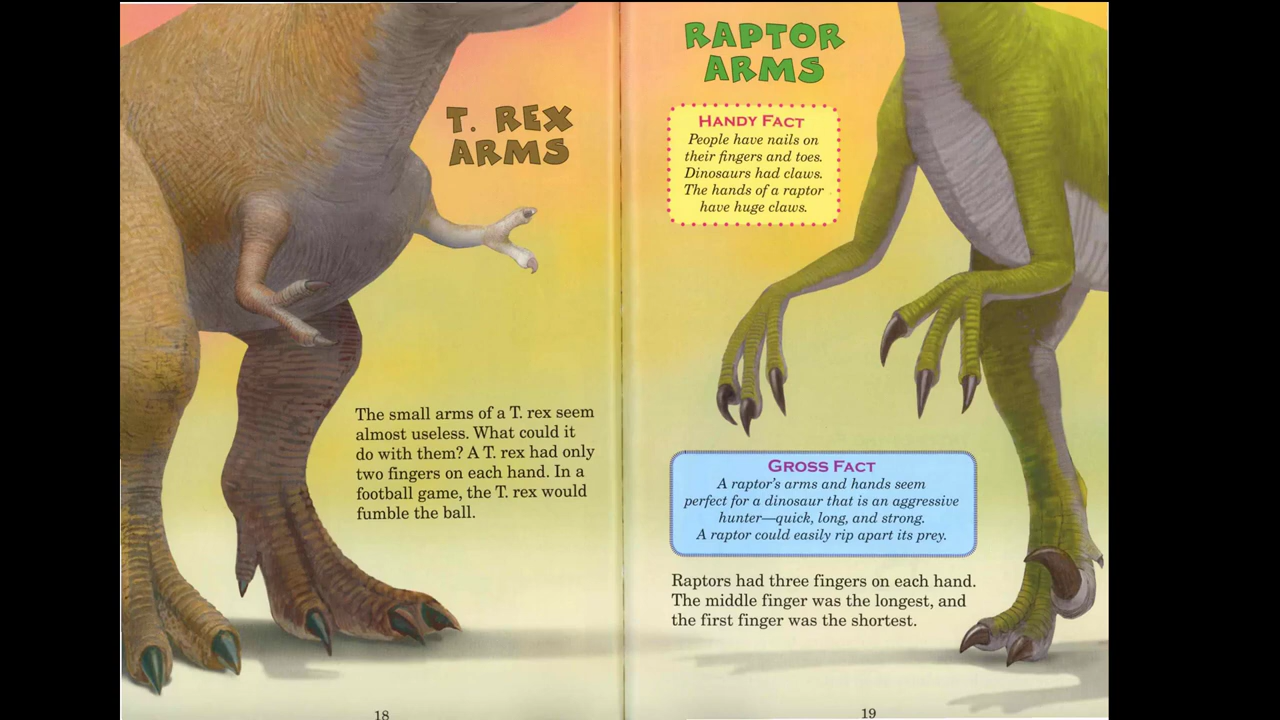 T. REX
ARMS
The small arms of a T. rex seem
almost useless. What could it
do with them? A T. rex had only
two fingers on each hand. In a
football game, the T. rex would
fumble the ball.
18
RAPTOR
ARMS
HANDY FACT
People have nails on
their fingers and toes.
Dinosaurs had claws.
The hands of a raptor
have huge claws.
GROSS FACT
A raptor's arms and hands seem
perfect for a dinosaur that is an aggressive
hunter—quick, long, and strong.
A raptor could easily rip apart its prey.
Raptors had three fingers on each hand.
The middle finger was the longest, and
the first finger was the shortest.
19